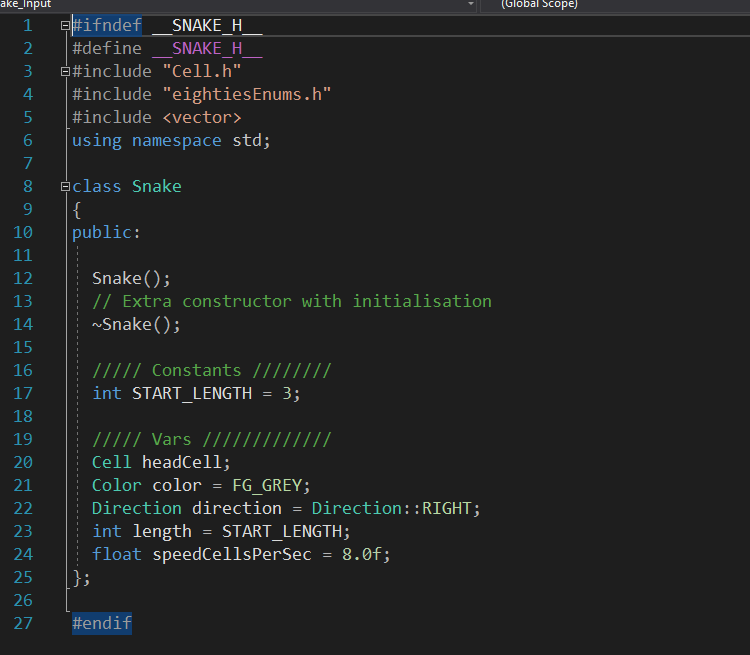 ake_Input (Global Scope)
1 #ifndef __SNAKE_H__
2 #define __SNAKE_H__
3 #include "Cell.h"
4 #include "eightiesEnums.h"
5 #include <vector>
6 using namespace std;
7
8 class Snake
9 {
10 public:
11
12 Snake();
13 // Extra constructor with initialisation
14 ~Snake();
15
16 ///// Constants ////////
17 int START_LENGTH = 3;
18
19 ///// Vars /////////////
20 Cell headCell;
21 Color color = FG_GREY;
22 Direction direction = Direction::RIGHT;
23 int length = START_LENGTH;
24 float speedCellsPerSec = 8.0f;
25 };
26
27 #endif